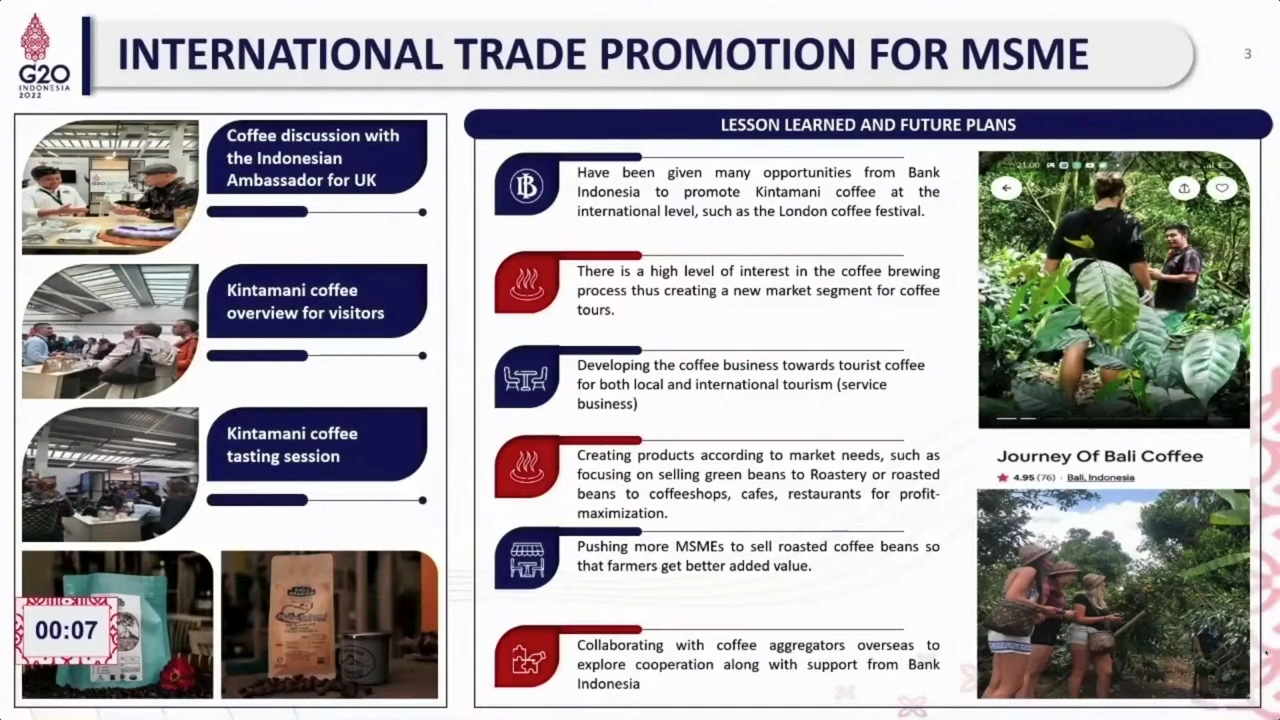 G20
INDONESIA
2022
INTERNATIONAL TRADE PROMOTION FOR MSME
3
Coffee discussion with
the Indonesian
Ambassador for UK
Kintamani coffee
overview for visitors
Kintamani coffee
tasting session
00:07
LESSON LEARNED AND FUTURE PLANS
Have been given many opportunities from Bank
Indonesia to promote Kintamani coffee at the
international level, such as the London coffee festival.
There is a high level of interest in the coffee brewing
process thus creating a new market segment for coffee
tours.
Developing the coffee business towards tourist coffee
for both local and international tourism (service
business)
Creating products according to market needs, such as
focusing on selling green beans to Roastery or roasted
beans to coffeeshops, cafes, restaurants for profit-
maximization.
Pushing more MSMEs to sell roasted coffee beans so
that farmers get better added value.
Collaborating with coffee aggregators overseas to
explore cooperation along with support from Bank
Indonesia
21.00
Journey Of Bali Coffee
4.95 (76) · Bali, Indonesia